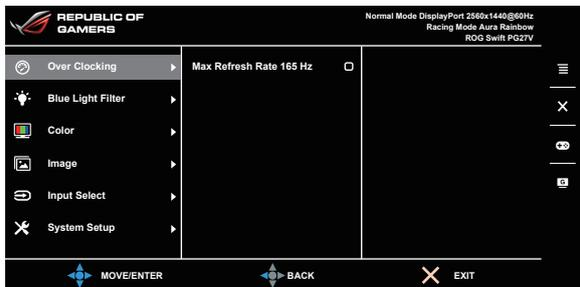 REPUBLIC OF
GAMERS
Normal Mode DisplayPort 2560x1440@60Hz
Racing Mode Aura Rainbow
ROG Swift PG27V
Over Clocking
Max Refresh Rate 165 Hz
Blue Light Filter
Color
Image
Input Select
System Setup
G
MOVE/ENTER
BACK
EXIT